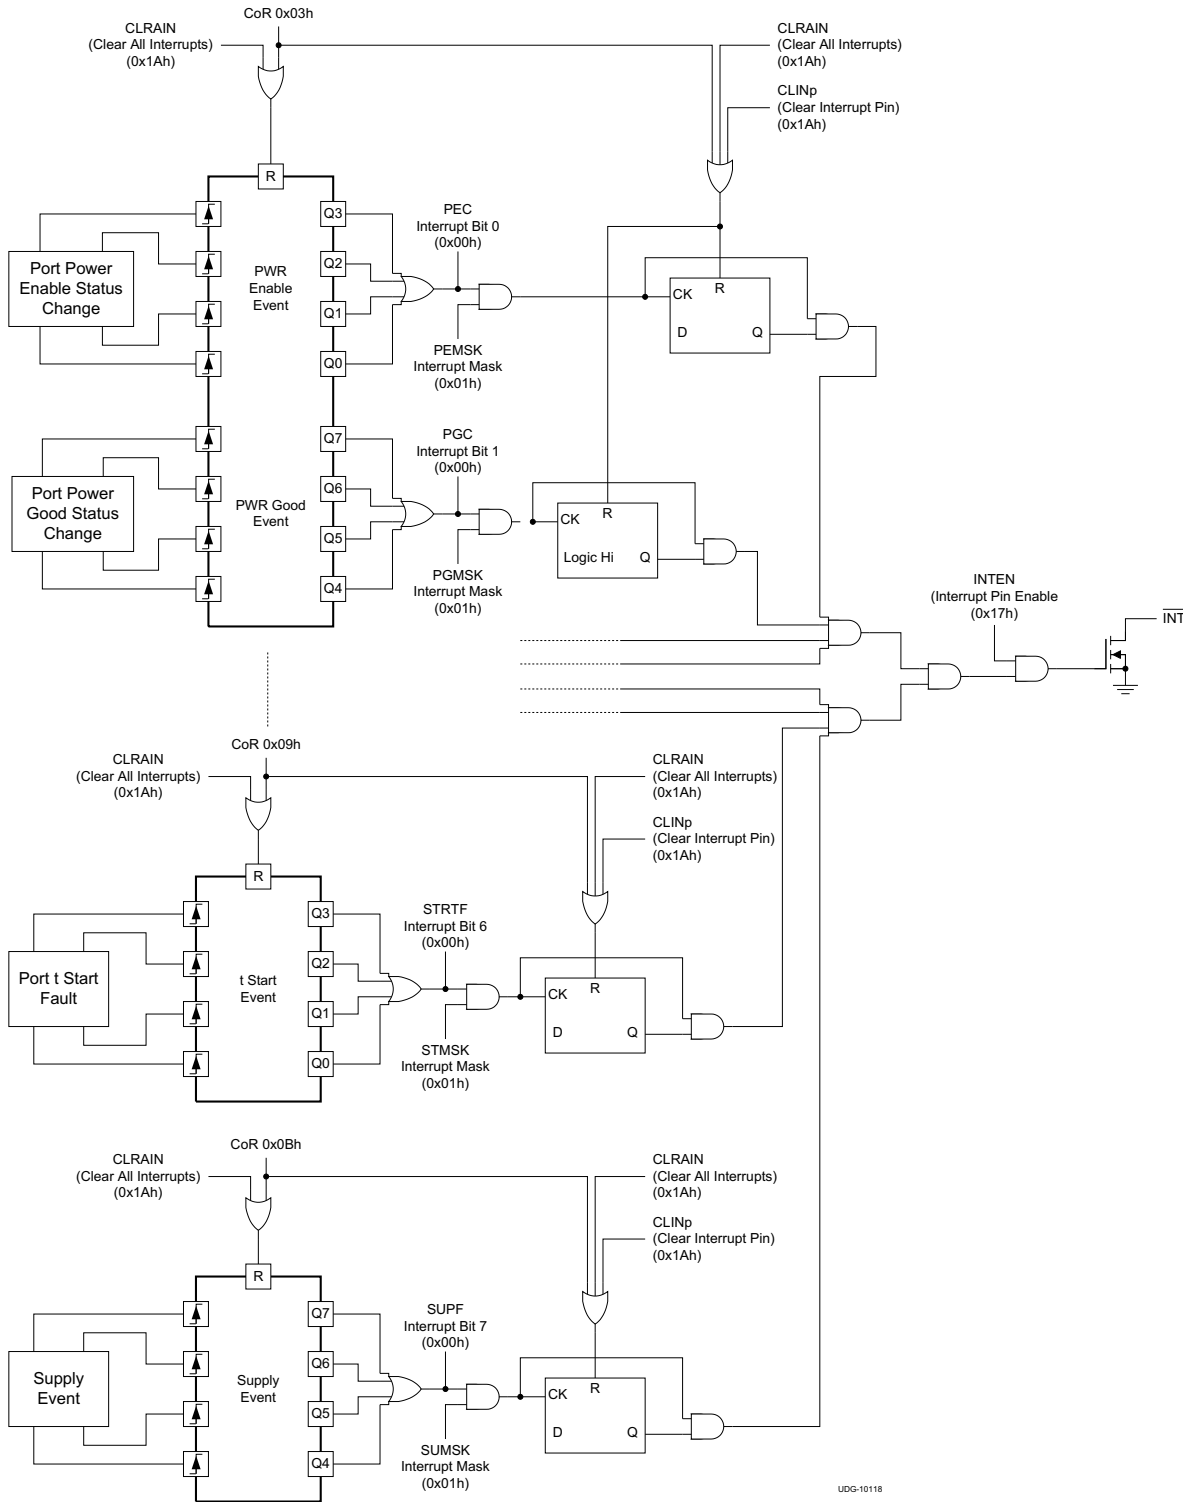 CoR 0x03h
CLRAIN
(Clear All Interrupts)
(0x1Ah)
CLRAIN
(Clear All Interrupts)
(0x1Ah)
CLINp
(Clear Interrupt Pin)
(0x1Ah)
R
Port Power
Enable Status
Change
PWR
Enable
Event
Q3
Q2
Q1
Q0
PEC
Interrupt Bit 0
(0x00h)
PEMSK
Interrupt Mask
(0x01h)
R
CK
D
Q
Port Power
Good Status
Change
PWR Good
Event
Q7
Q6
Q5
Q4
PGC
Interrupt Bit 1
(0x00h)
PGMSK
Interrupt Mask
(0x01h)
R
CK
Logic Hi
Q
INTEN
(Interrupt Pin Enable
(0x17h)
INT
CoR 0x09h
CLRAIN
(Clear All Interrupts)
(0x1Ah)
CLRAIN
(Clear All Interrupts)
(0x1Ah)
CLINp
(Clear Interrupt Pin)
(0x1Ah)
R
Port t Start
Fault
t Start
Event
Q3
Q2
Q1
Q0
STRTF
Interrupt Bit 6
(0x00h)
STMSK
Interrupt Mask
(0x01h)
R
CK
D
Q
CoR 0x0Bh
CLRAIN
(Clear All Interrupts)
(0x1Ah)
CLRAIN
(Clear All Interrupts)
(0x1Ah)
CLINp
(Clear Interrupt Pin)
(0x1Ah)
R
Supply
Event
Supply
Event
Q7
Q6
Q5
Q4
SUPF
Interrupt Bit 7
(0x00h)
SUMSK
Interrupt Mask
(0x01h)
R
CK
D
Q
UDG-10118